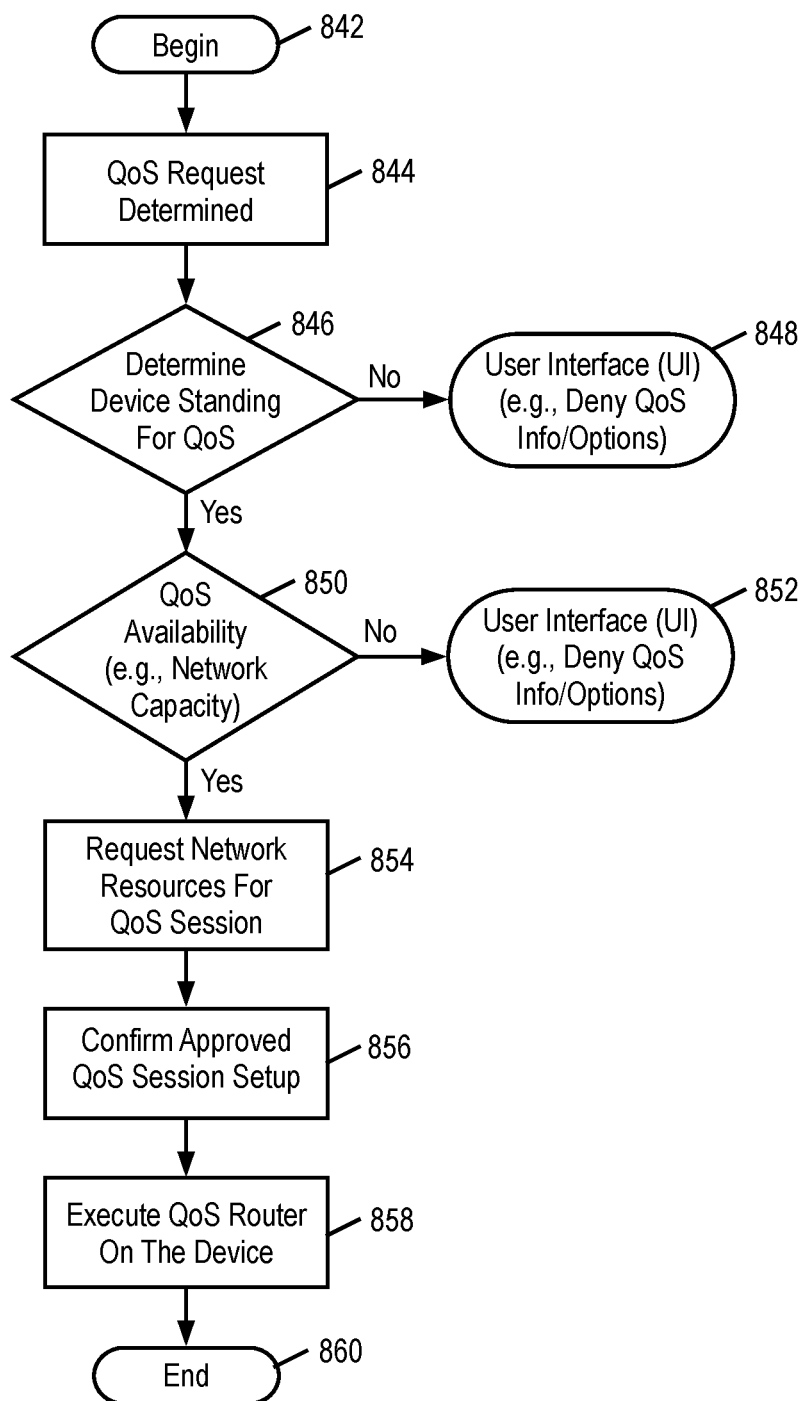 Begin
842
QoS Request
Determined
844
846
Determine
Device Standing
For QoS
No
848
User Interface (UI)
(e.g., Deny QoS
Info/Options)
Yes
850
QoS
Availability
(e.g., Network
Capacity)
No
852
User Interface (UI)
(e.g., Deny QoS
Info/Options)
Yes
Request Network
Resources For
QoS Session
854
Confirm Approved
QoS Session Setup
856
Execute QoS Router
On The Device
858
End
860